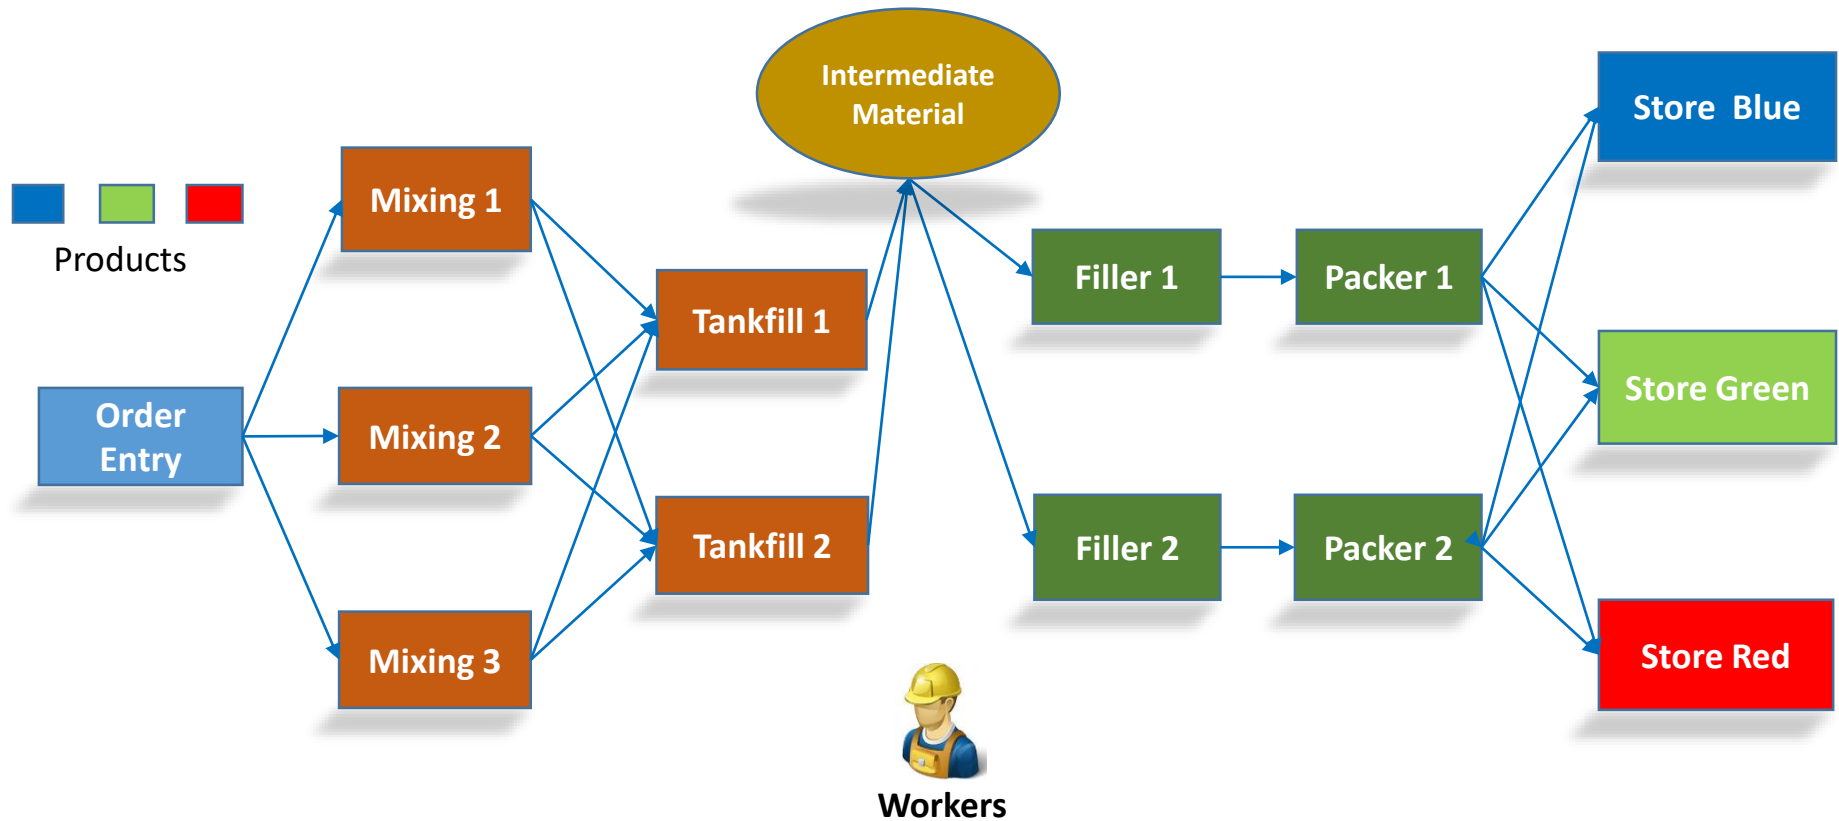 Intermediate
Material
Store  Blue
Mixing 1
Products
Filler 1
Packer 1
Tankfill 1
Store Green
Order
Entry
Mixing 2
Tankfill 2
Filler 2
Packer 2
Mixing 3
Store Red
Workers